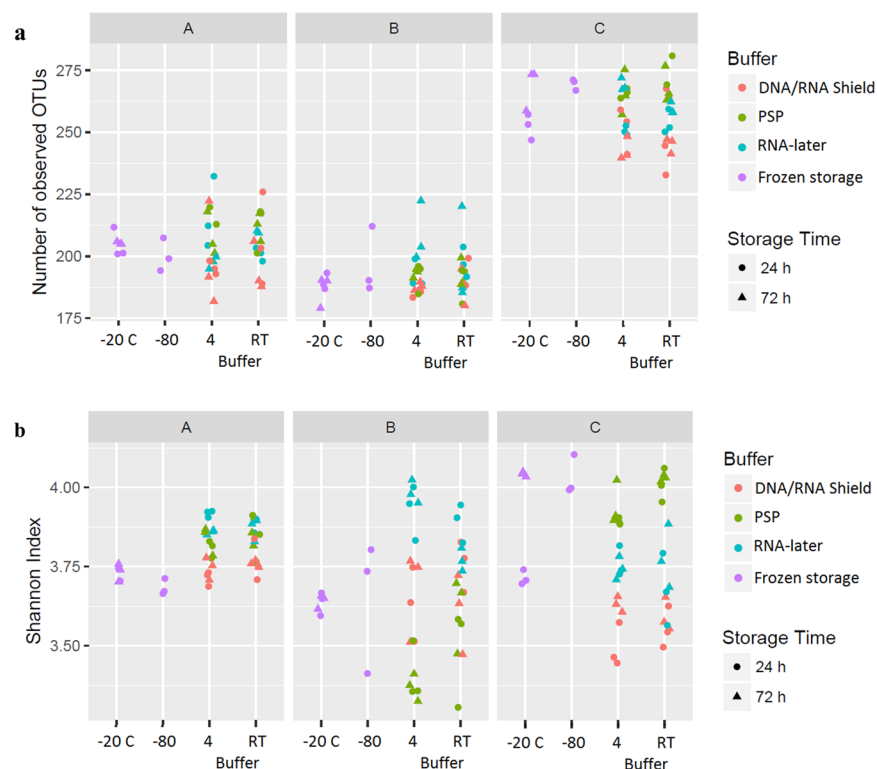 a
A B C
Number of observed OTUs
275
250
225
200
175
-20 C -80 4 RT -20 C -80 4 RT -20 C -80 4 RT
Buffer Buffer Buffer
Buffer
DNA/RNA Shield
PSP
RNA-later
Frozen storage
Storage Time
24 h
72 h
b
A B C
Shannon Index
4.00
3.75
3.50
-20 C -80 4 RT -20 C -80 4 RT -20 C -80 4 RT
Buffer Buffer Buffer
Buffer
DNA/RNA Shield
PSP
RNA-later
Frozen storage
Storage Time
24 h
72 h